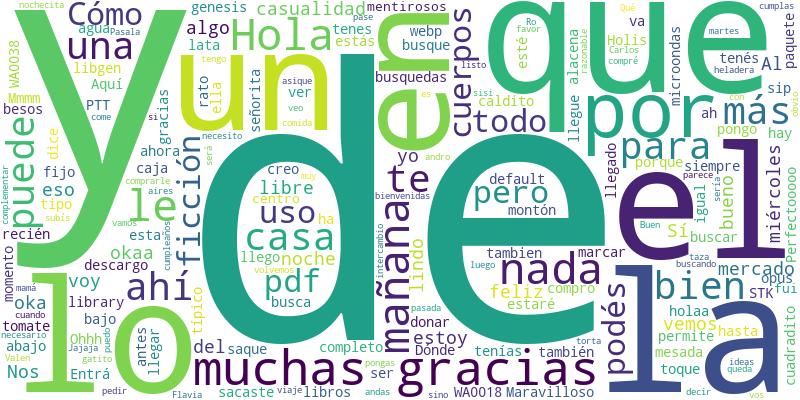 nochecita
Cómo
genesis
casualidad
mentirosos
pase
Ro
Qué
cumplas
agua
Pasala
algo
lata
tenes
estás
webp
busque
favor
va
martes
una
Hola
esté
Holis
Carlos
compré
razonable
WA0038
libgen
Aquí
y
un
en
que
cuerpos
microondas
tenés
heladera
Al
paquete
Mmmm
PTT
besos
come
rato
ella
señorita
ver
veo
tengo
asique
busquedas
listo
llegue
alacena
sip
obvio
dice
si
gracias
necesito
volvemos
comida
es
sisi
caldito
por
más
ah
pongo
con
hay
puede
fijo
ahora
caja
ficción
será
creo
muy
yo
andro
todo
para
porque
siempre
eso
tipo
comprarle
le
libre
te
default
pero
montón
llegado
parece
igual
bueno
sería
miércoles
Perfectooooo
complementar
subís
aires
uso
centro
ha
bienvenidas
de
el
recién
vamos
esta
cumpleaños
casa
mañana
también
Buen
Sí
buscar
okaa
llego
noche
intercambio
luego
lindo
marcar
taza
buscando
mercado
momento
mamá
descargo
ahí
pdf
nada
bien
opus
fui
oka
voy
library
típico
busca
feliz
compro
podés
STK
cuadradito
cuando
tomate
lo
bajo
pasada
donar
estaré
la
holaa
vemos
hasta
necesario
abajo
Ohhh
puedo
antes
llegar
del
saque
completo
estoy
Dónde
tenías
también
torta
permite
mesada
Valen
Nos
Jajaja
gatito
Entrá
muchas
gracias
ser
pongas
toque
ideas
queda
pedir
Flavia
sacaste
viaje
libros
andas
sino
WA0018
Maravilloso
decir
vos